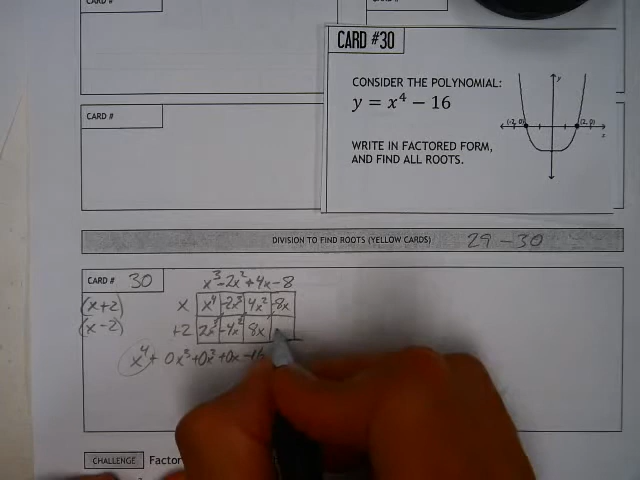 CARD #
CARD #
CARD #30
CONSIDER THE POLYNOMIAL:
y = x⁴ − 16
WRITE IN FACTORED FORM,
AND FIND ALL ROOTS.
y
(-2, 0)
(2, 0)
x
CARD #
DIVISION TO FIND ROOTS (YELLOW CARDS) 29 - 30
CARD # 30
x³ -2x² +4x -8
(x+2)
x x⁴ -2x³ 4x² -8x
(x-2)
+2 2x³ -4x² 8x
x⁴ + 0x³ +0x² +0x -16
CHALLENGE Factor